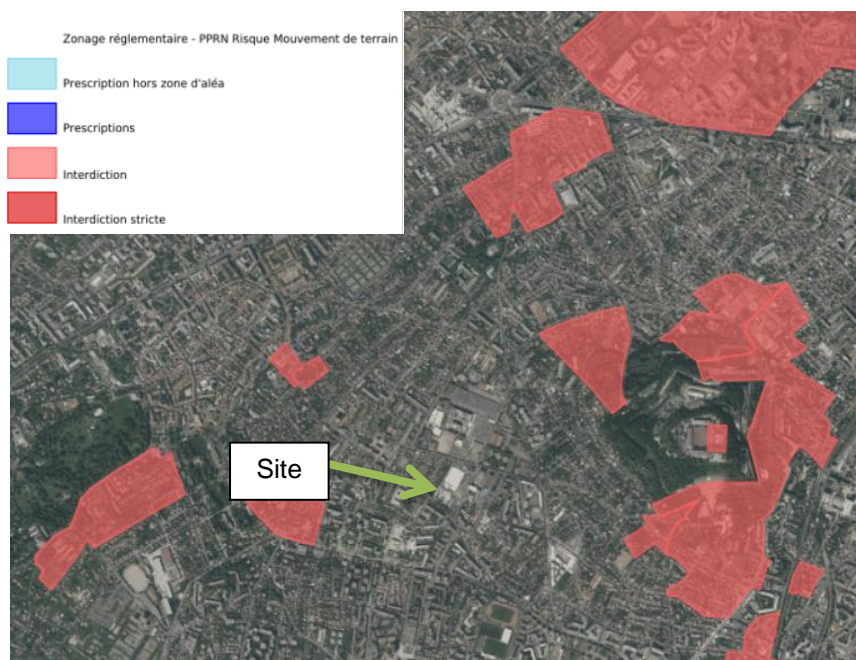 Zonage réglementaire - PPRN Risque Mouvement de terrain
Prescription hors zone d'aléa
Prescriptions
Interdiction
Interdiction stricte
Site